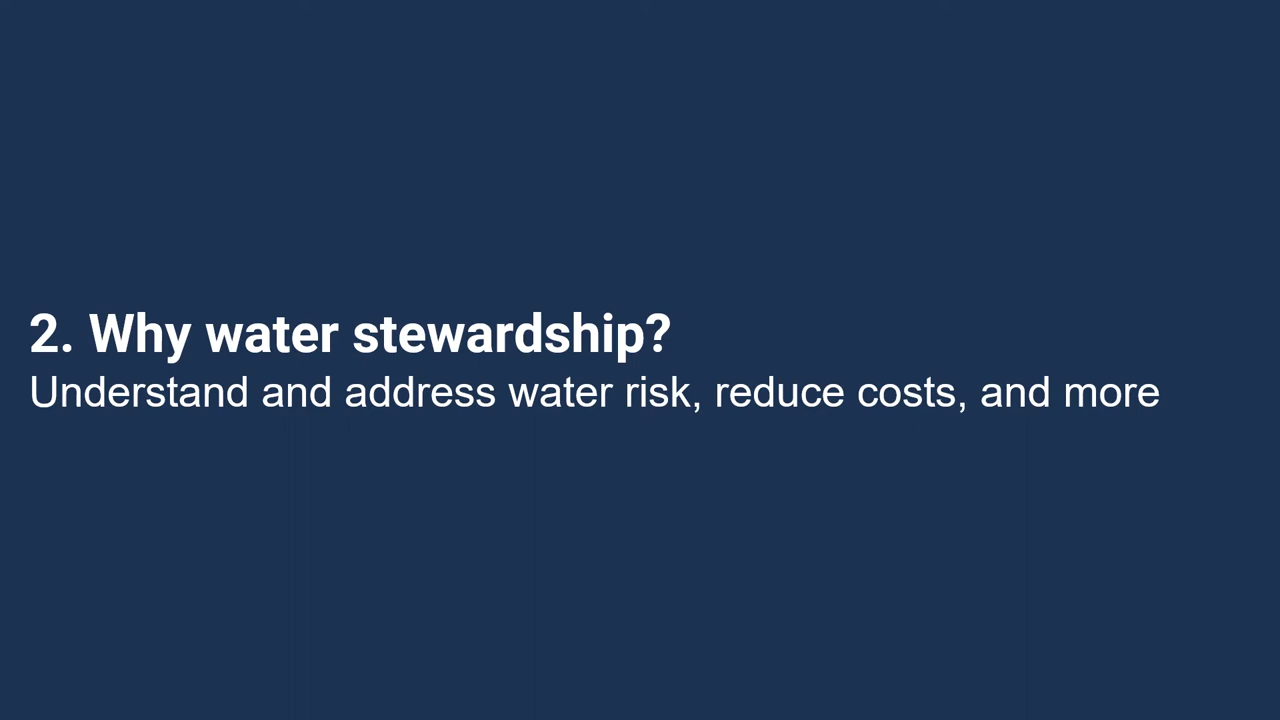 2. Why water stewardship?
Understand and address water risk, reduce costs, and more